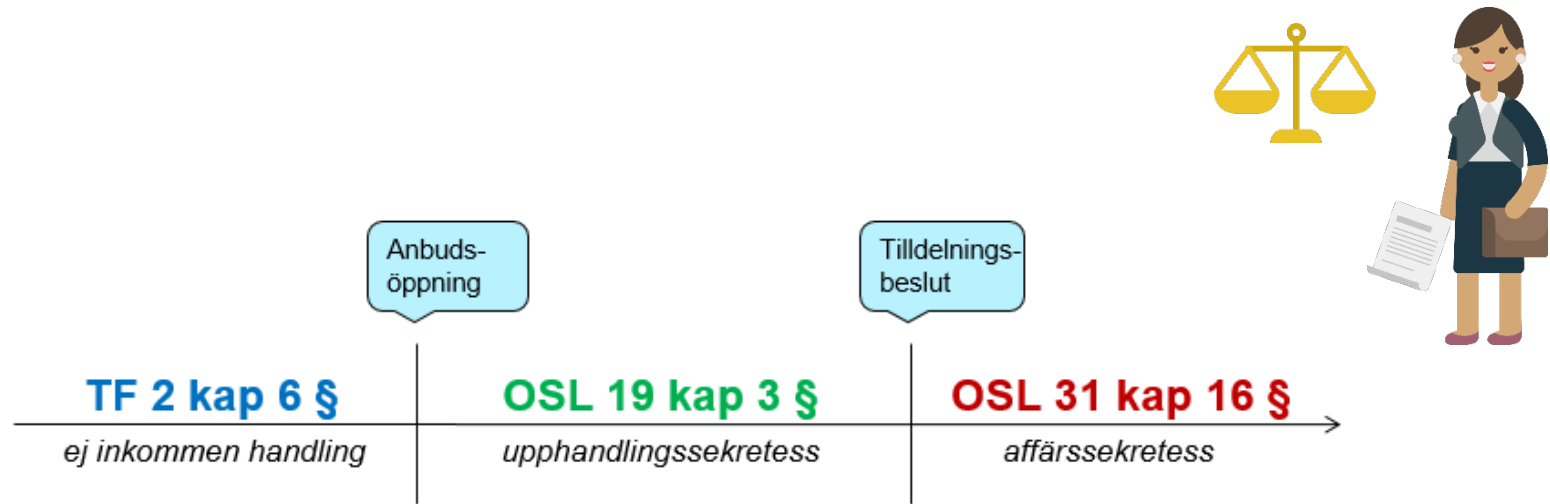 Anbuds-
öppning
Tilldelnings-
beslut
TF 2 kap 6 §
OSL 19 kap 3 §
OSL 31 kap 16 §
ej inkommen handling
upphandlingssekretess
affärssekretess